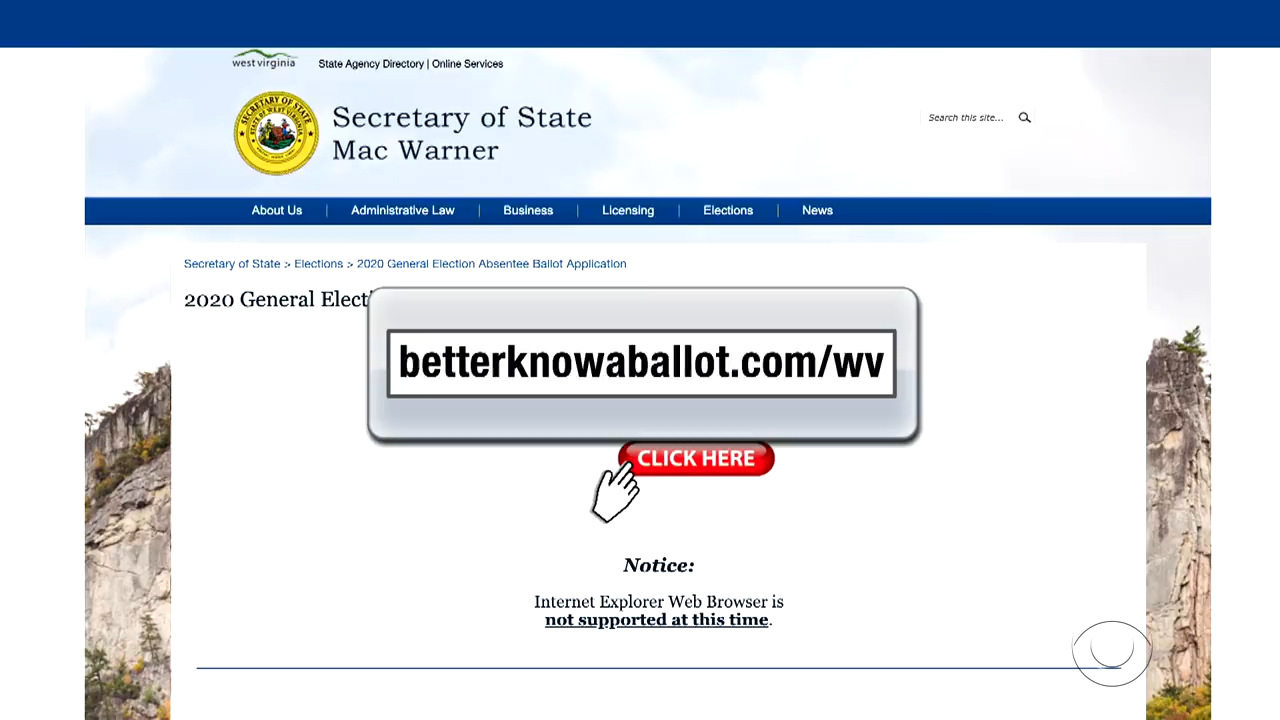 west virginia
State Agency Directory | Online Services
Secretary of State
Mac Warner
Search this site...
About Us | Administrative Law | Business | Licensing | Elections | News
Secretary of State > Elections > 2020 General Election Absentee Ballot Application
2020 General Elect
betterknowaballot.com/wv
CLICK HERE
Notice:
Internet Explorer Web Browser is
not supported at this time.